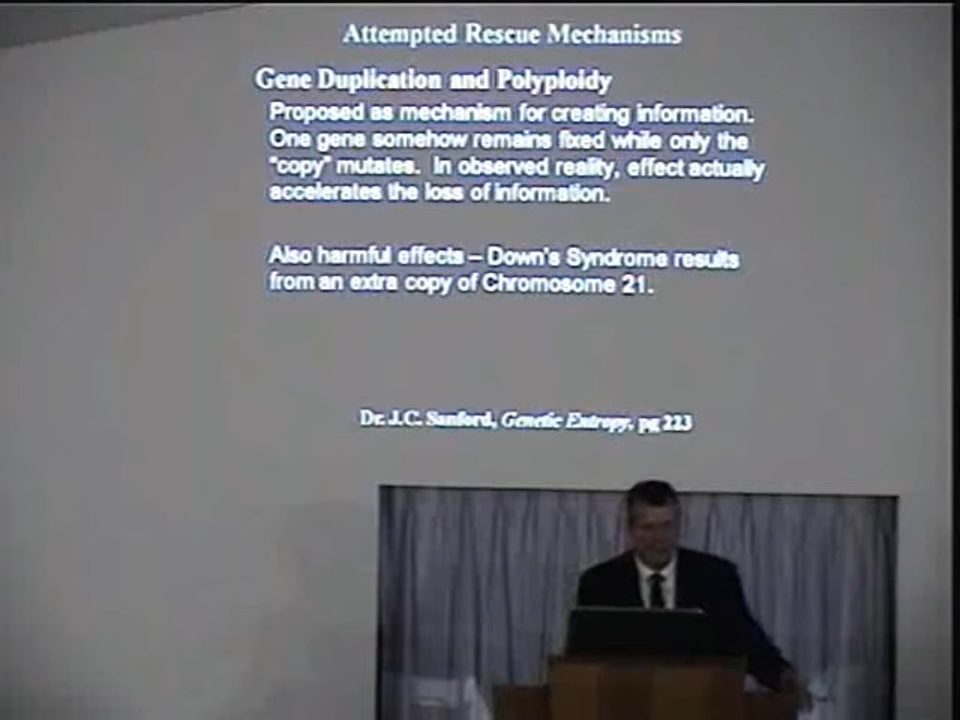 Attempted Rescue Mechanisms
Gene Duplication and Polyploidy
Proposed as mechanism for creating information.
One gene somehow remains fixed while only the
"copy" mutates. In observed reality, effect actually
accelerates the loss of information.
Also harmful effects – Down's Syndrome results
from an extra copy of Chromosome 21.
Dr. J.C. Sanford, Genetic Entropy, pg 223